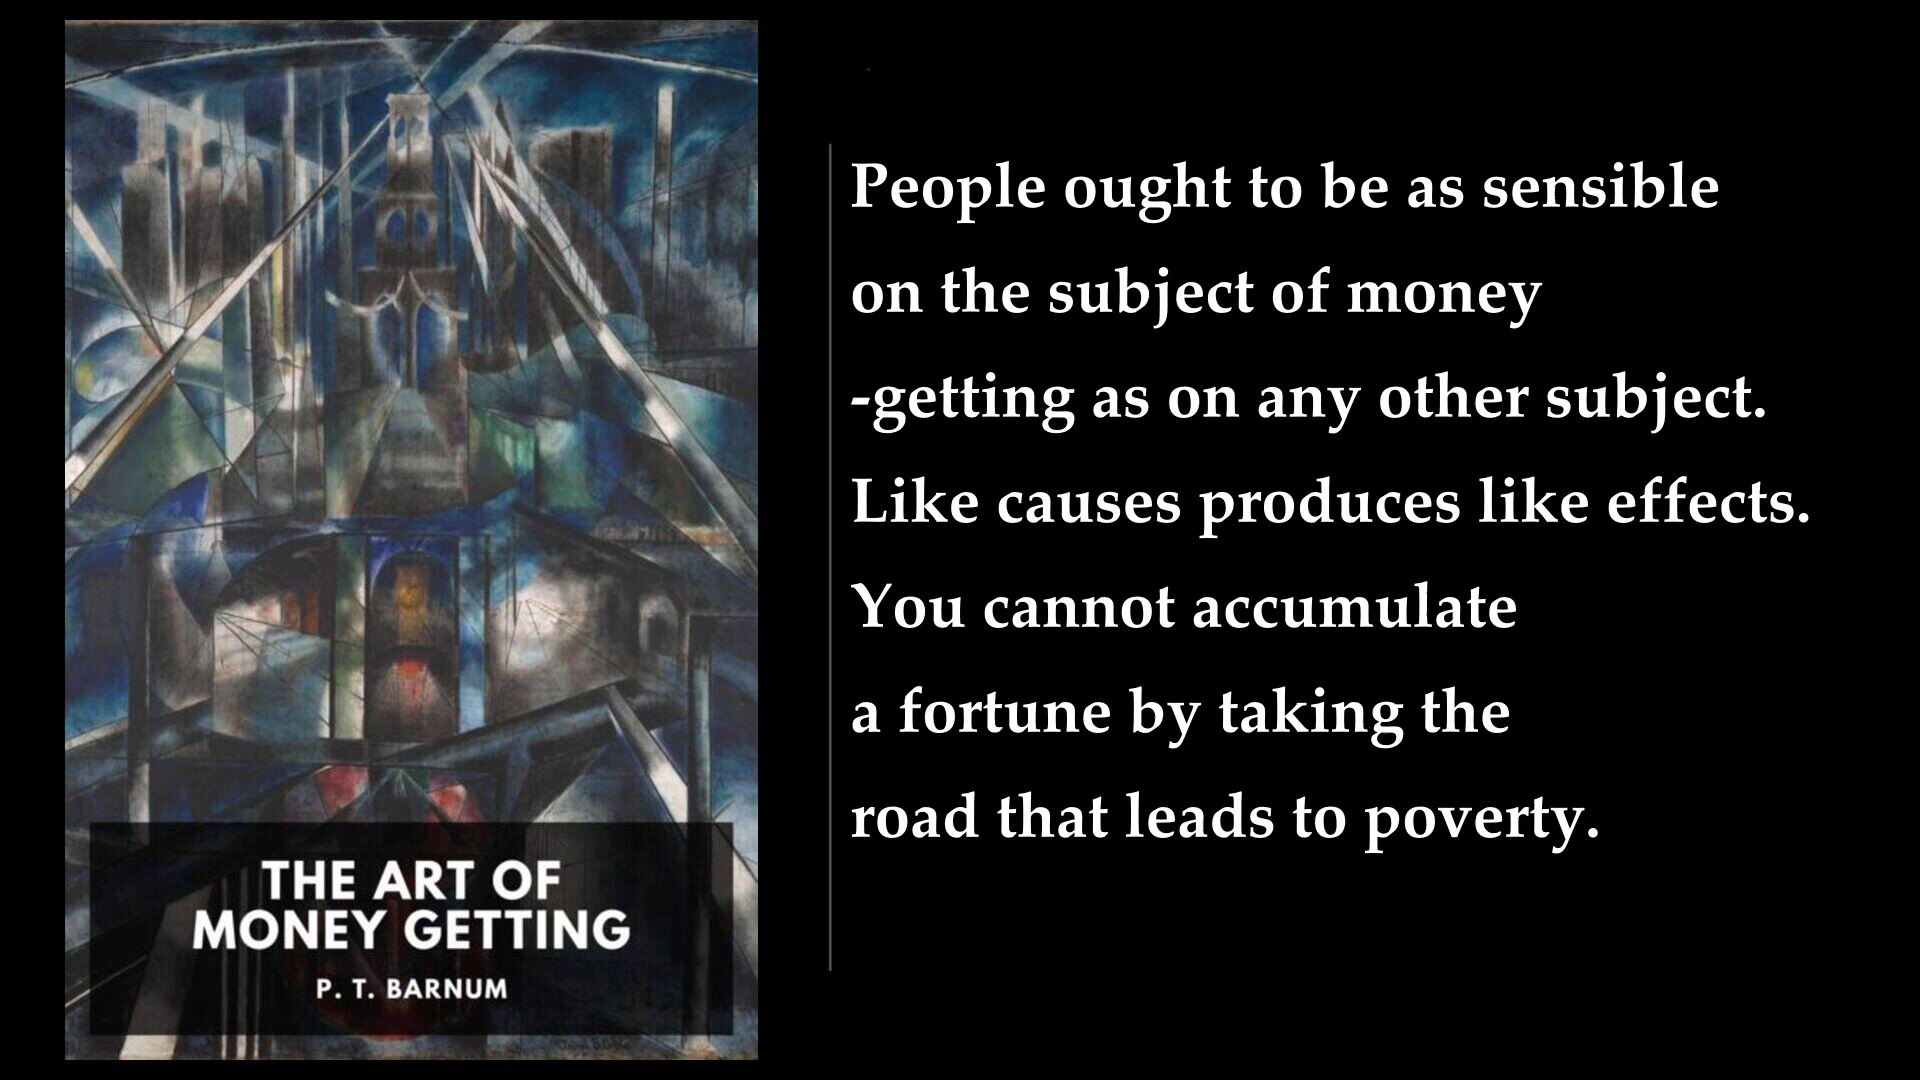 People ought to be as sensible
on the subject of money
-getting as on any other subject.
Like causes produces like effects.
You cannot accumulate
a fortune by taking the
road that leads to poverty.
THE ART OF
MONEY GETTING
P. T. BARNUM